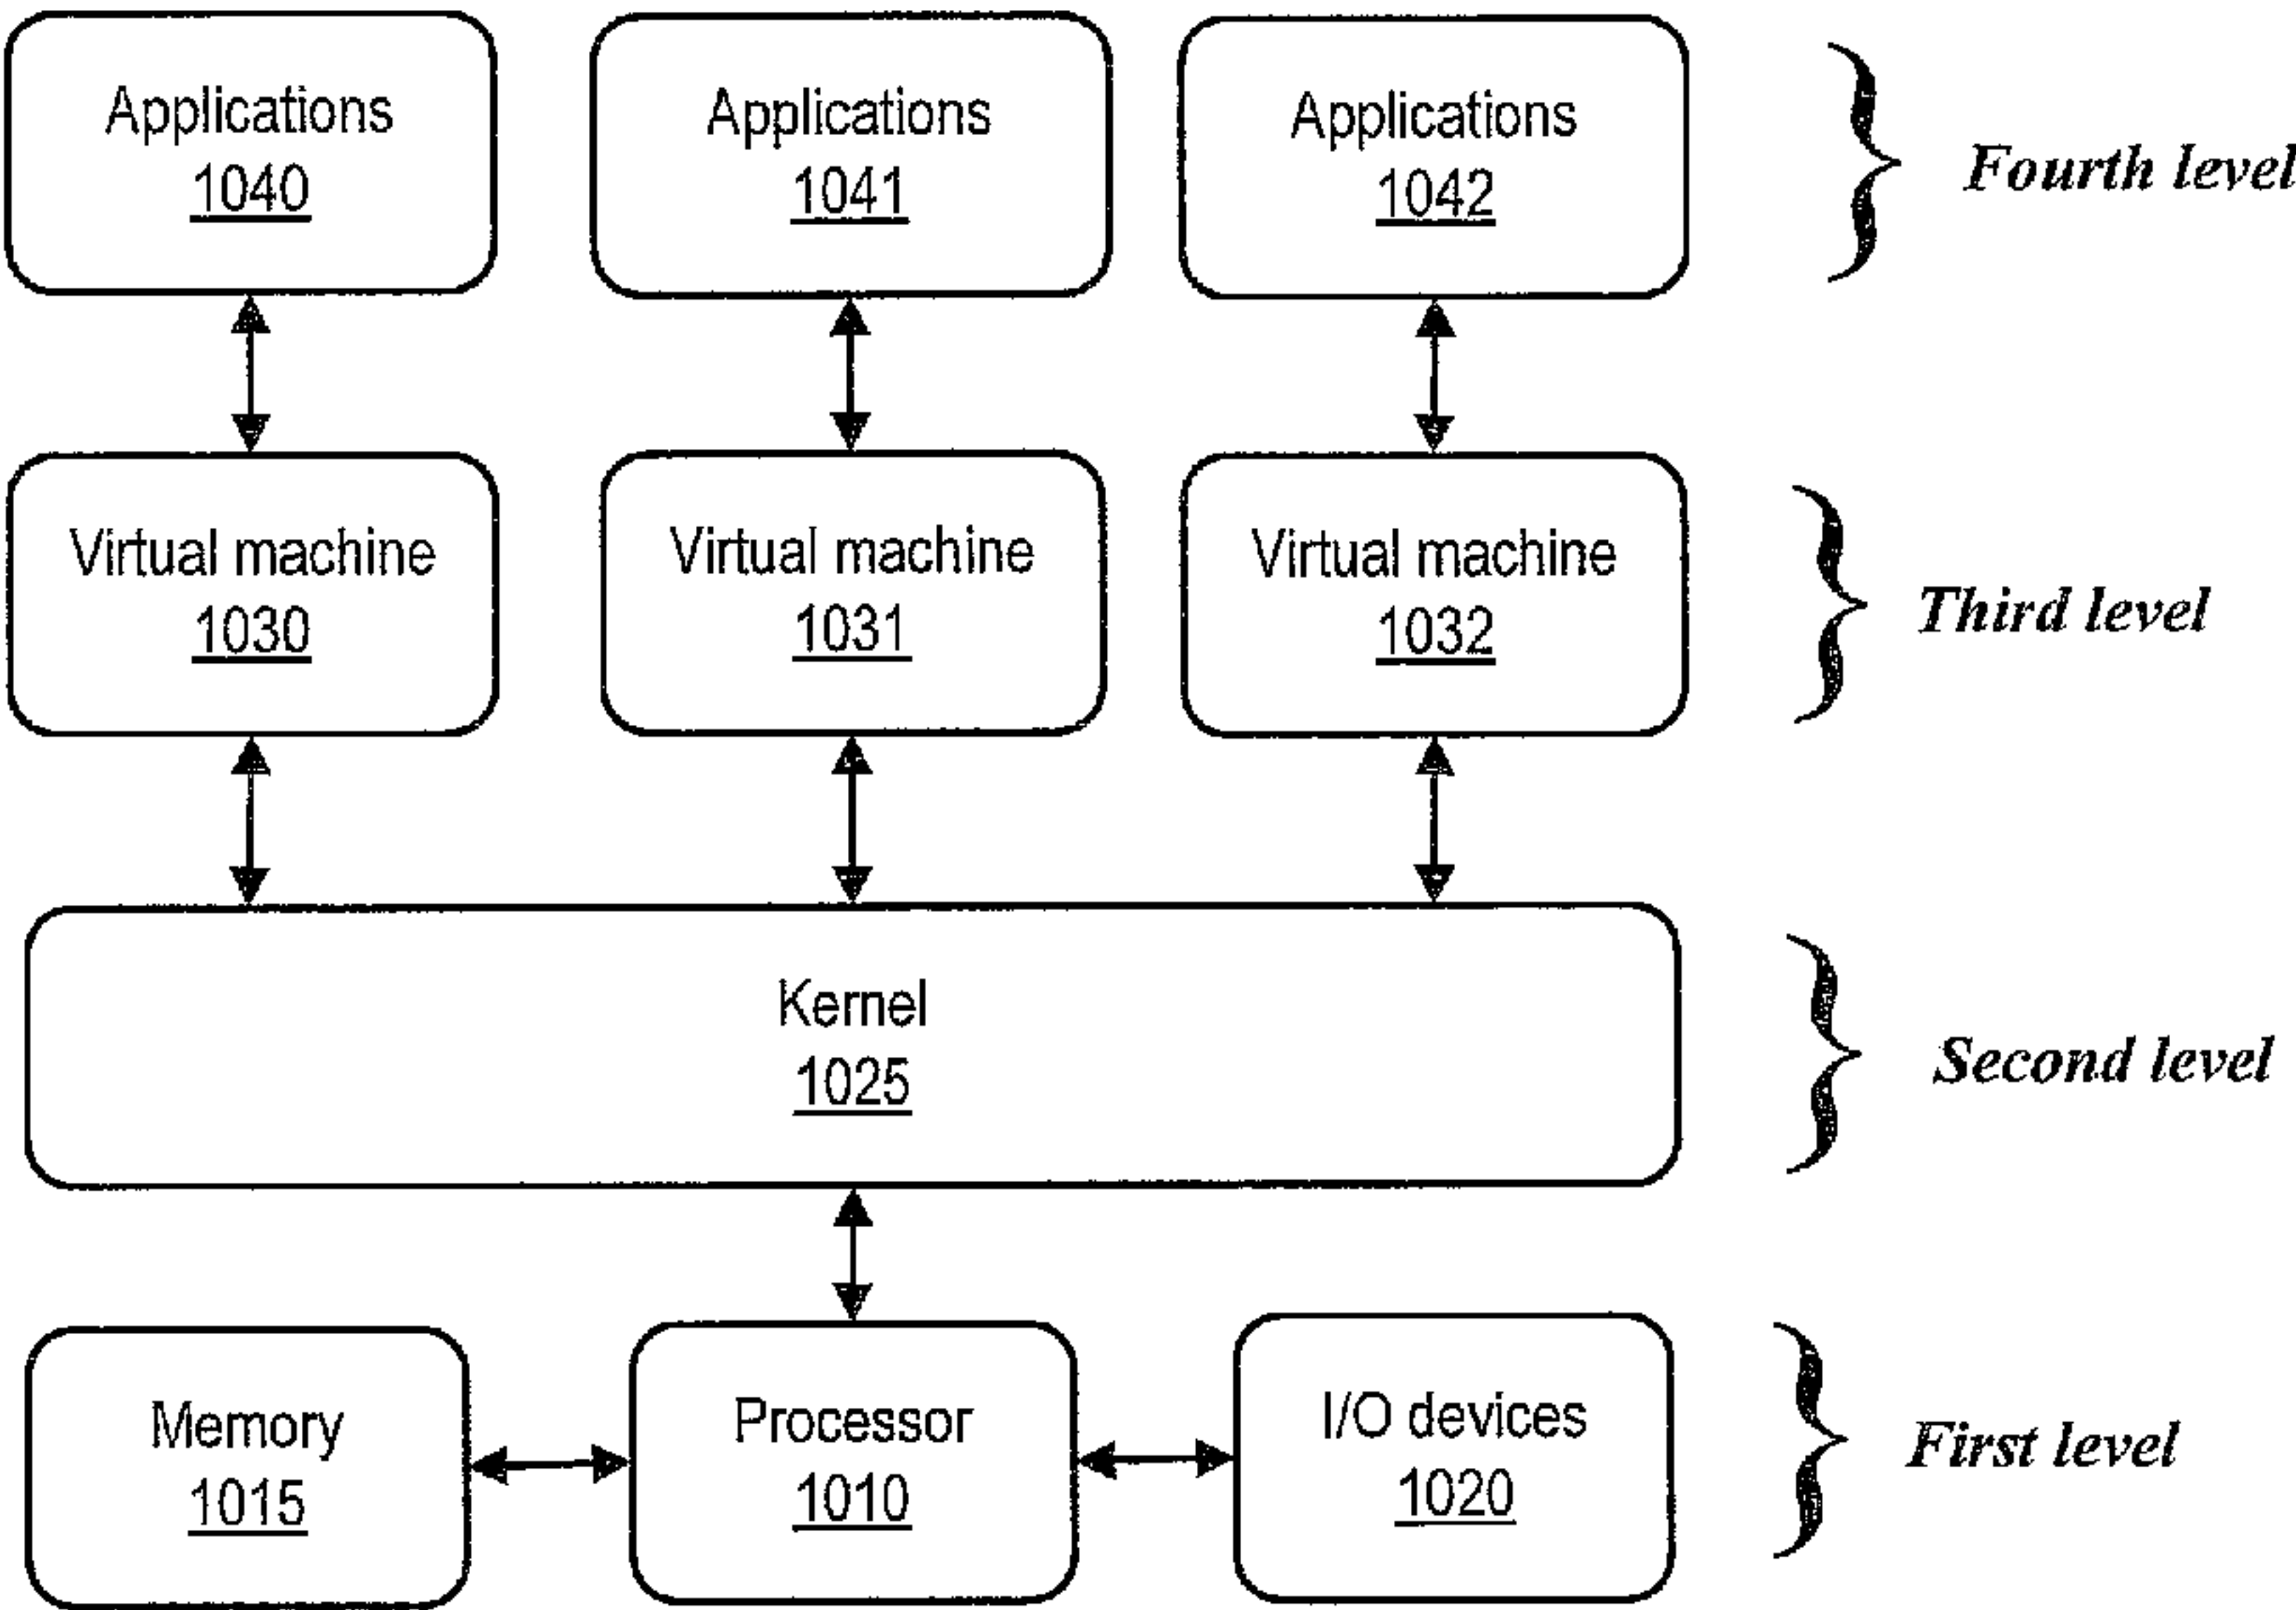 Applications
1040
Applications
1041
Applications
1042
Fourth level
Virtual machine
1030
Virtual machine
1031
Virtual machine
1032
Third level
Kernel
1025
Second level
Memory
1015
Processor
1010
I/O devices
1020
First level